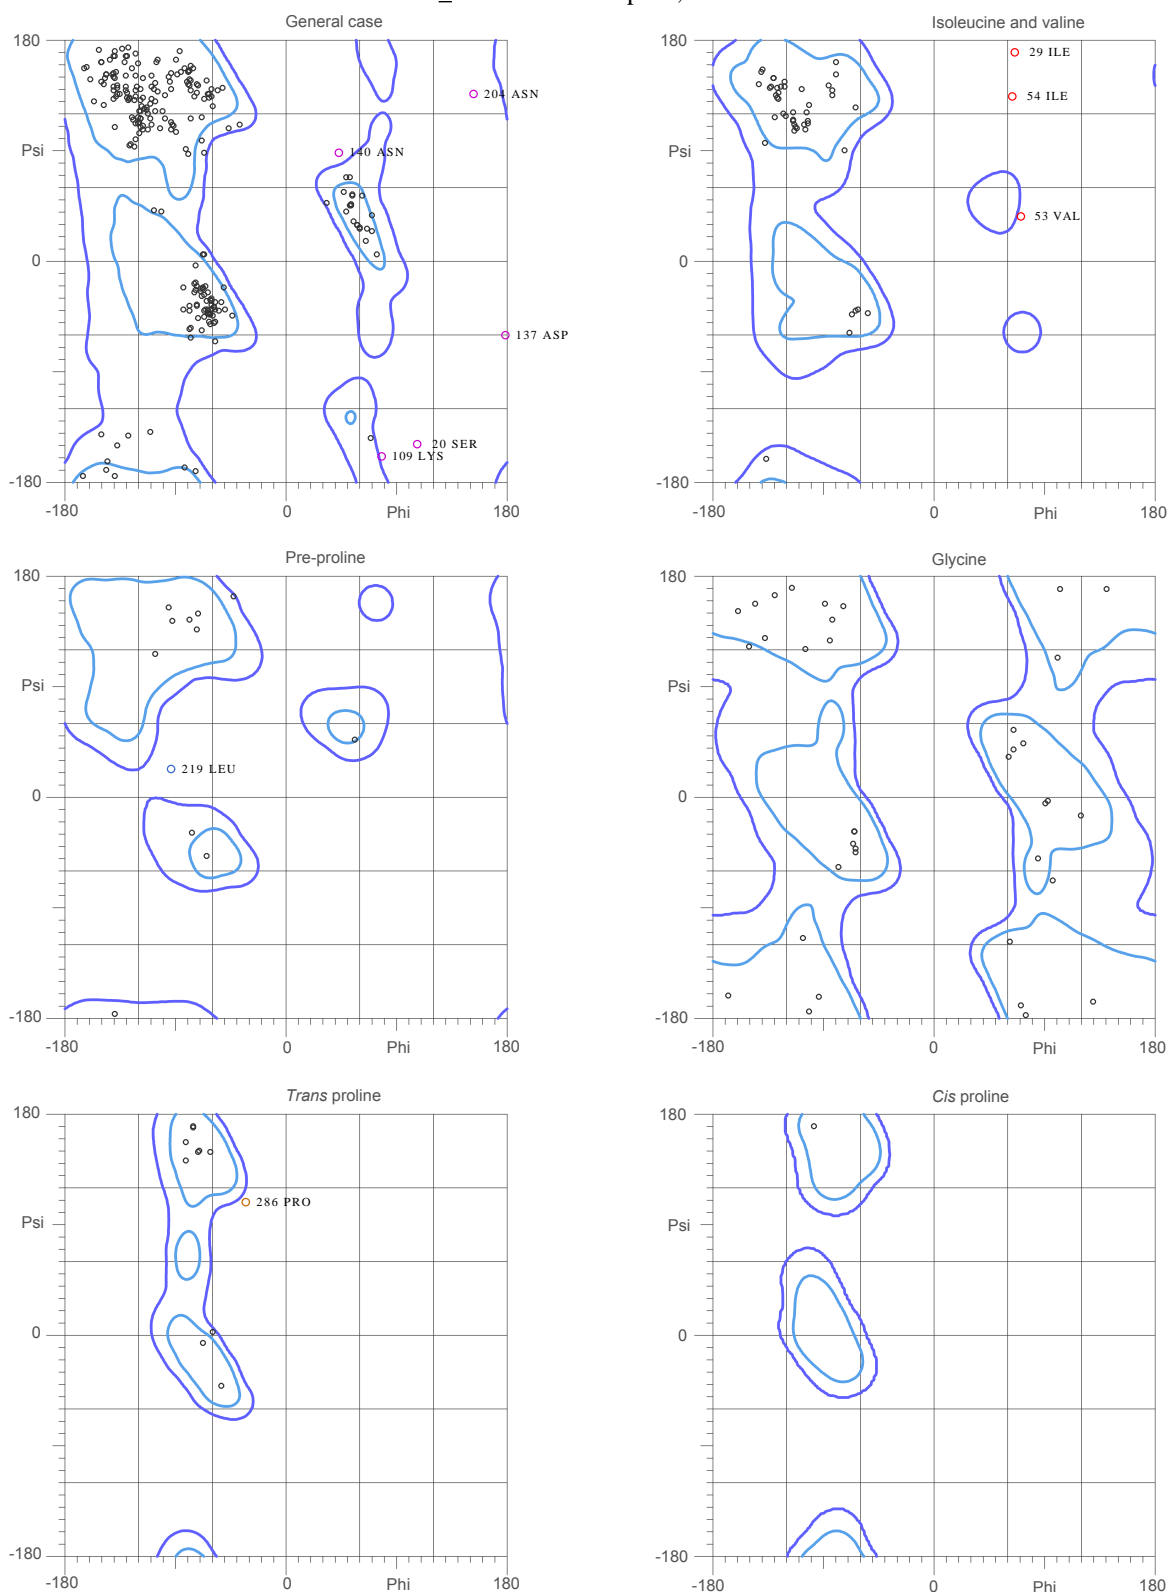 General case
Isoleucine and valine
180
204 ASN
140 ASN
Psi
0
137 ASP
20 SER
109 LYS
-180
-180
0
Phi
180
180
29 ILE
54 ILE
Psi
53 VAL
0
-180
-180
0
Phi
180
Pre-proline
Glycine
180
Psi
219 LEU
0
-180
-180
0
Phi
180
180
Psi
0
-180
-180
0
Phi
180
Trans proline
Cis proline
180
286 PRO
Psi
0
-180
-180
0
Phi
180
180
Psi
0
-180
-180
0
Phi
180